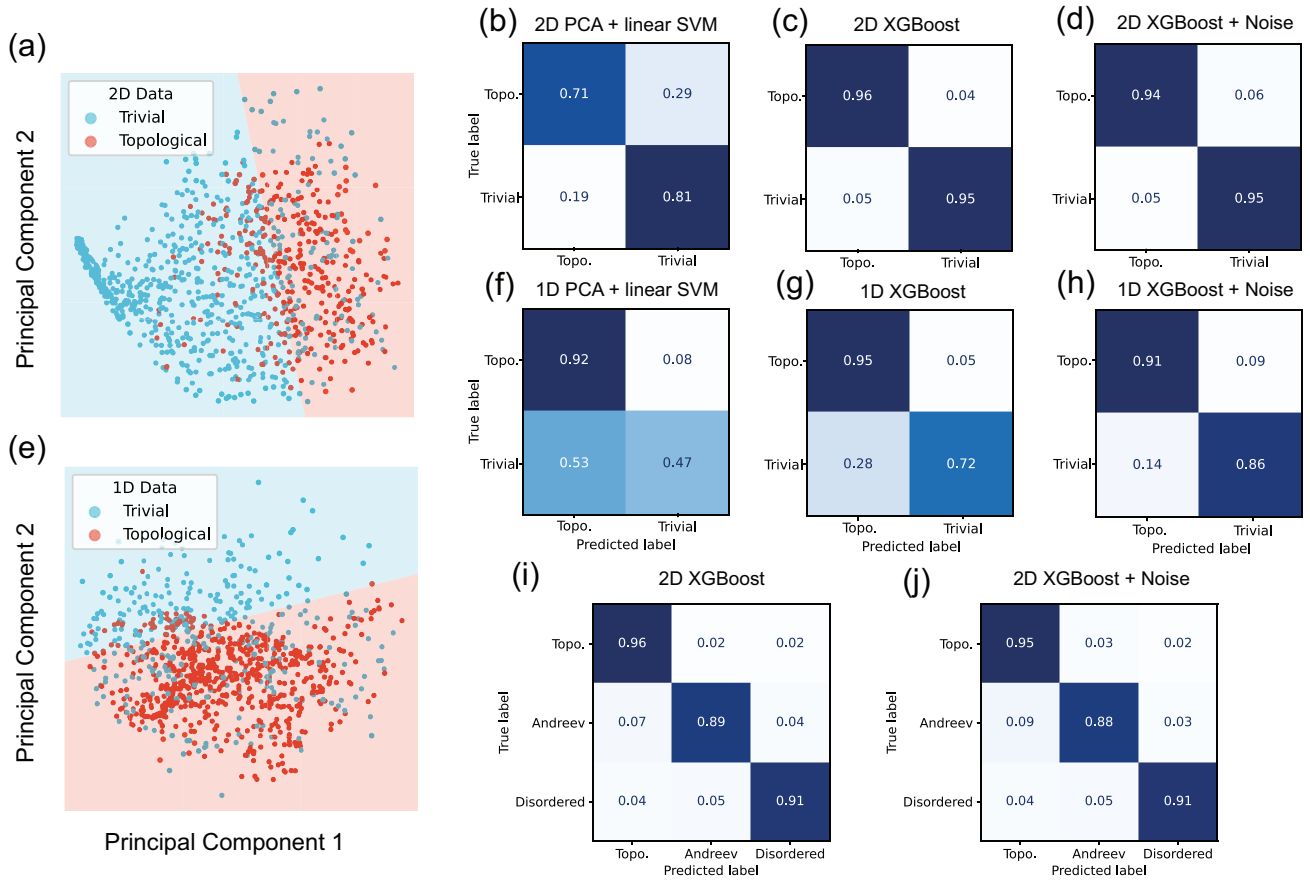 (a)
2D Data
Trivial
Topological
Principal Component 2
(b)
2D PCA + linear SVM
True label
Topo.
0.71
0.29
Trivial
0.19
0.81
Topo.
Trivial
(c)
2D XGBoost
Topo.
0.96
0.04
Trivial
0.05
0.95
Topo.
Trivial
(d)
2D XGBoost + Noise
Topo.
0.94
0.06
Trivial
0.05
0.95
Topo.
Trivial
(e)
1D Data
Trivial
Topological
Principal Component 2
Principal Component 1
(f)
1D PCA + linear SVM
True label
Topo.
0.92
0.08
Trivial
0.53
0.47
Topo.
Trivial
Predicted label
(g)
1D XGBoost
Topo.
0.95
0.05
Trivial
0.28
0.72
Topo.
Trivial
Predicted label
(h)
1D XGBoost + Noise
Topo.
0.91
0.09
Trivial
0.14
0.86
Topo.
Trivial
Predicted label
(i)
2D XGBoost
True label
Topo.
0.96
0.02
0.02
Andreev
0.07
0.89
0.04
Disordered
0.04
0.05
0.91
Topo.
Andreev
Disordered
Predicted label
(j)
2D XGBoost + Noise
True label
Topo.
0.95
0.03
0.02
Andreev
0.09
0.88
0.03
Disordered
0.04
0.05
0.91
Topo.
Andreev
Disordered
Predicted label